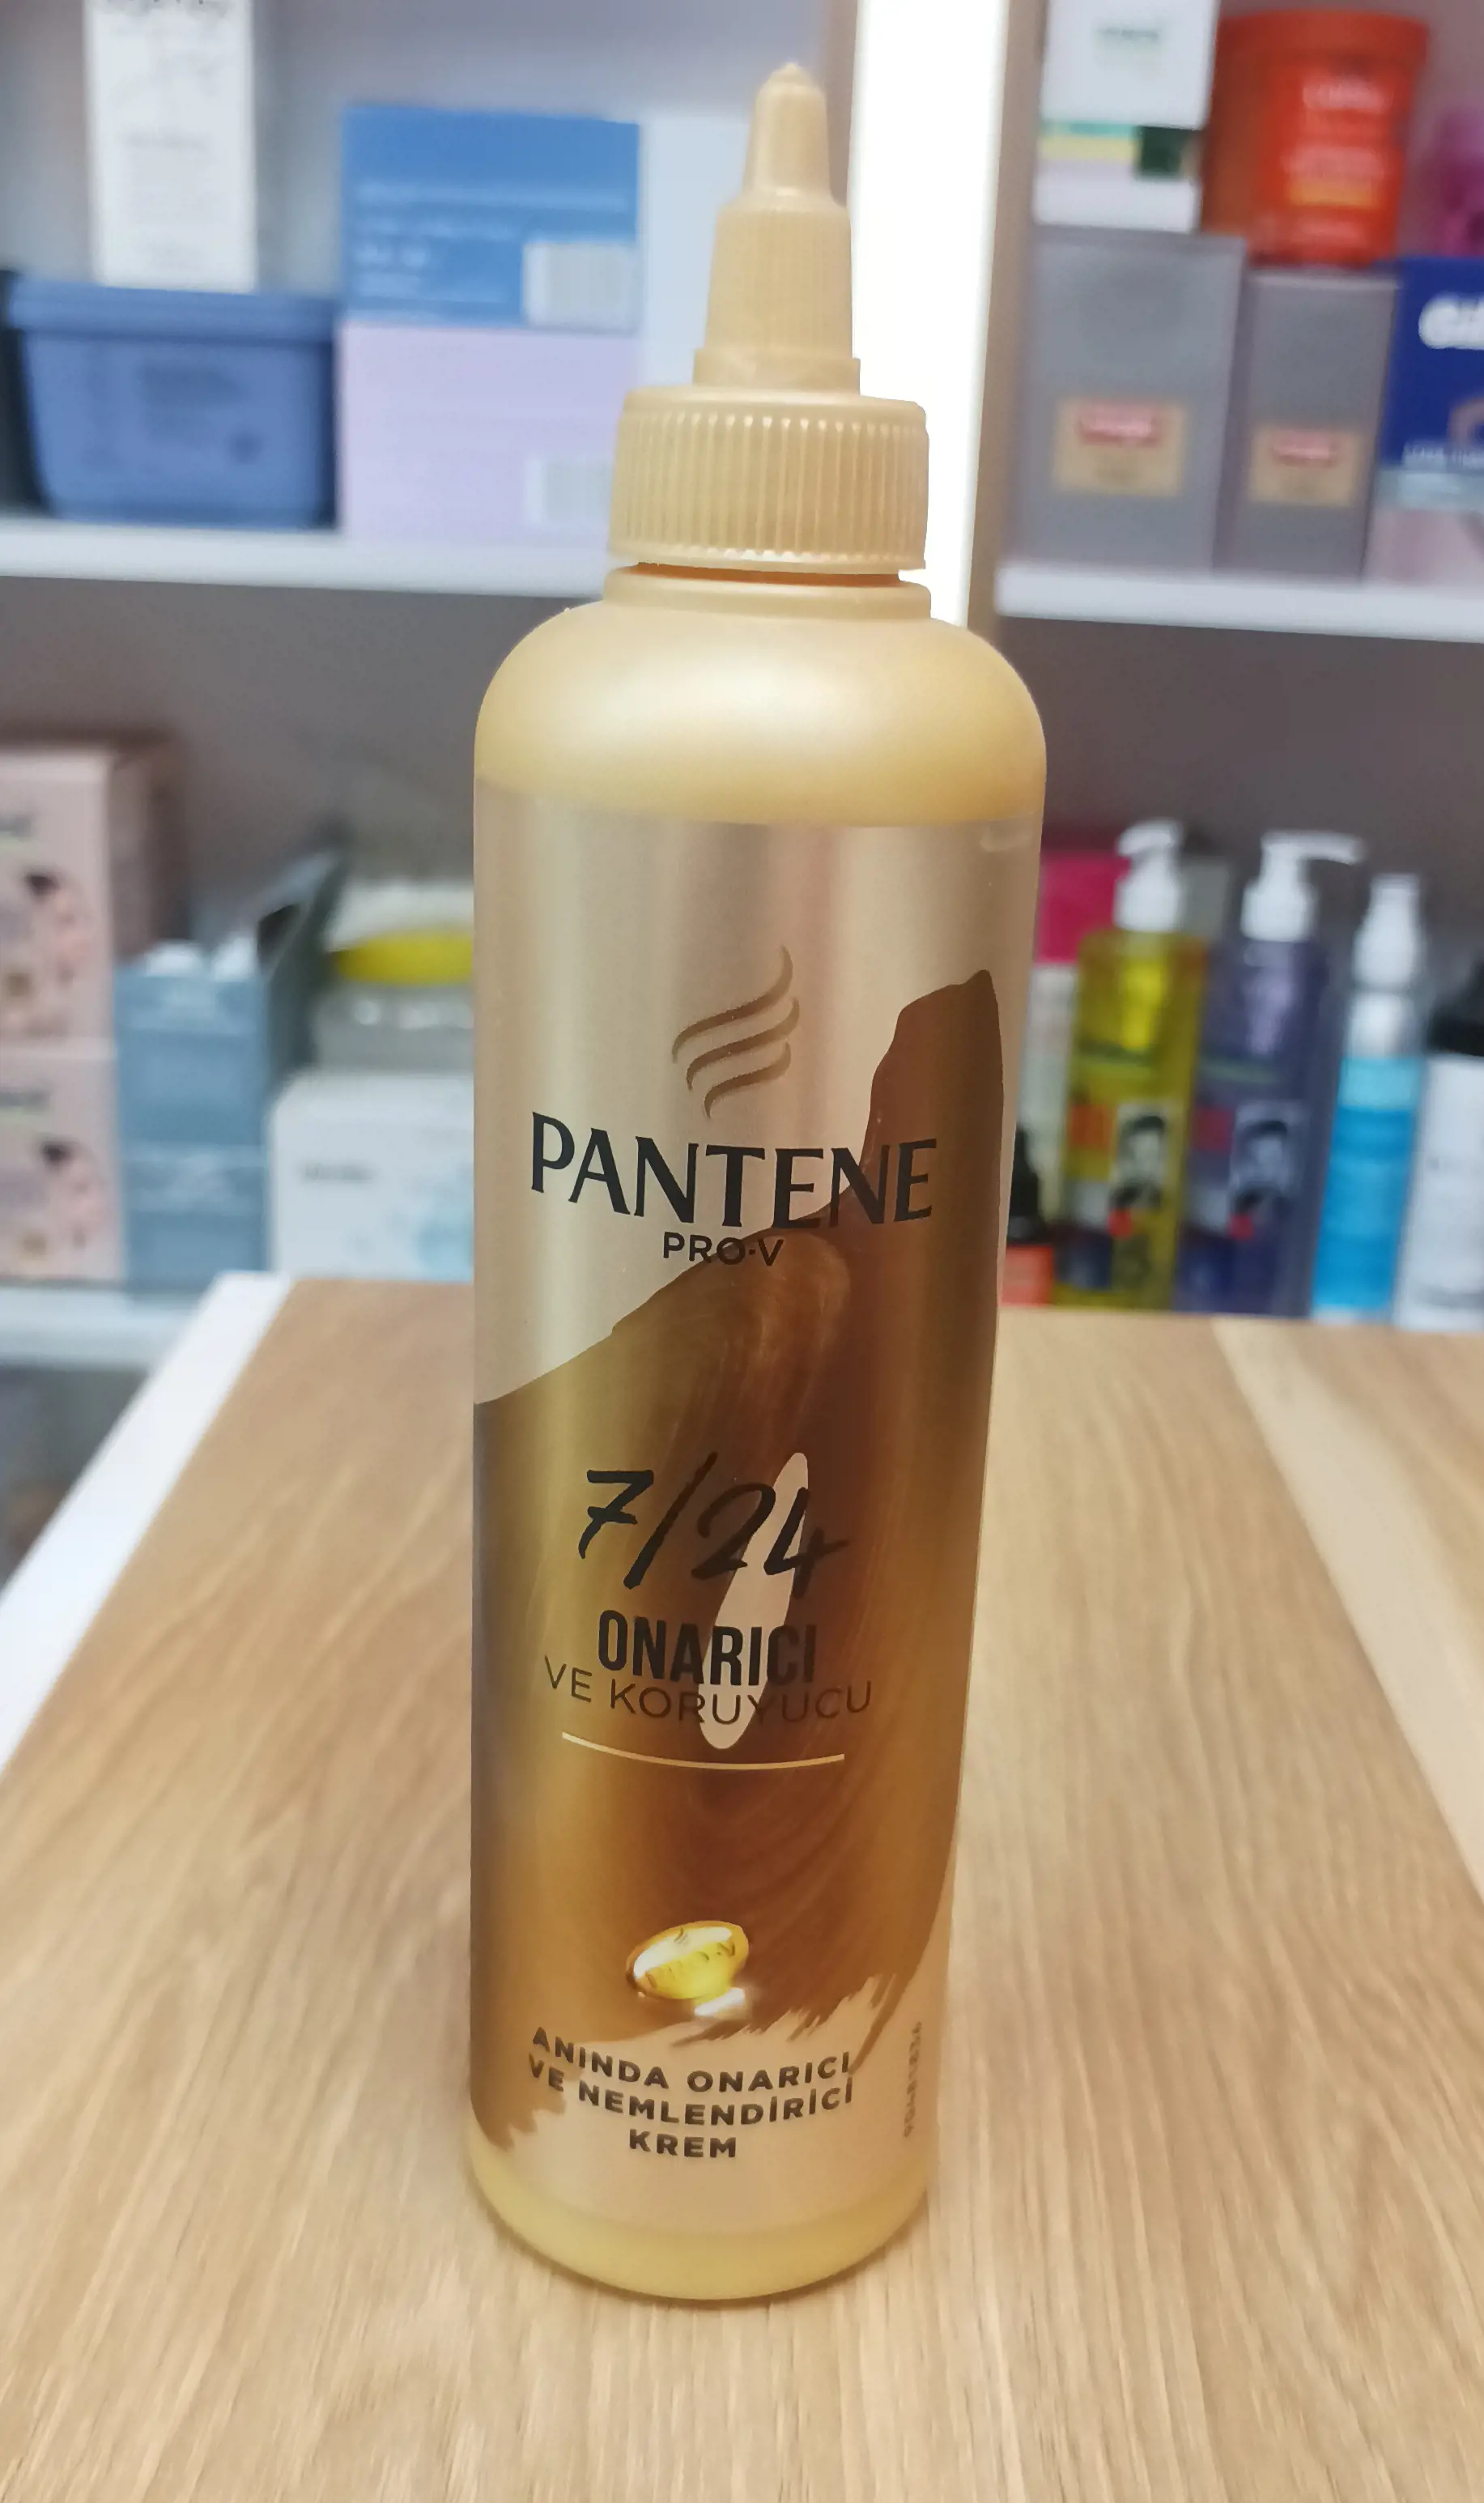 PANTENE
PRO-V
7/24
ONARICI
VE KORUYUCU
ANINDA ONARICI
VE NEMLENDİRİCİ
KREM